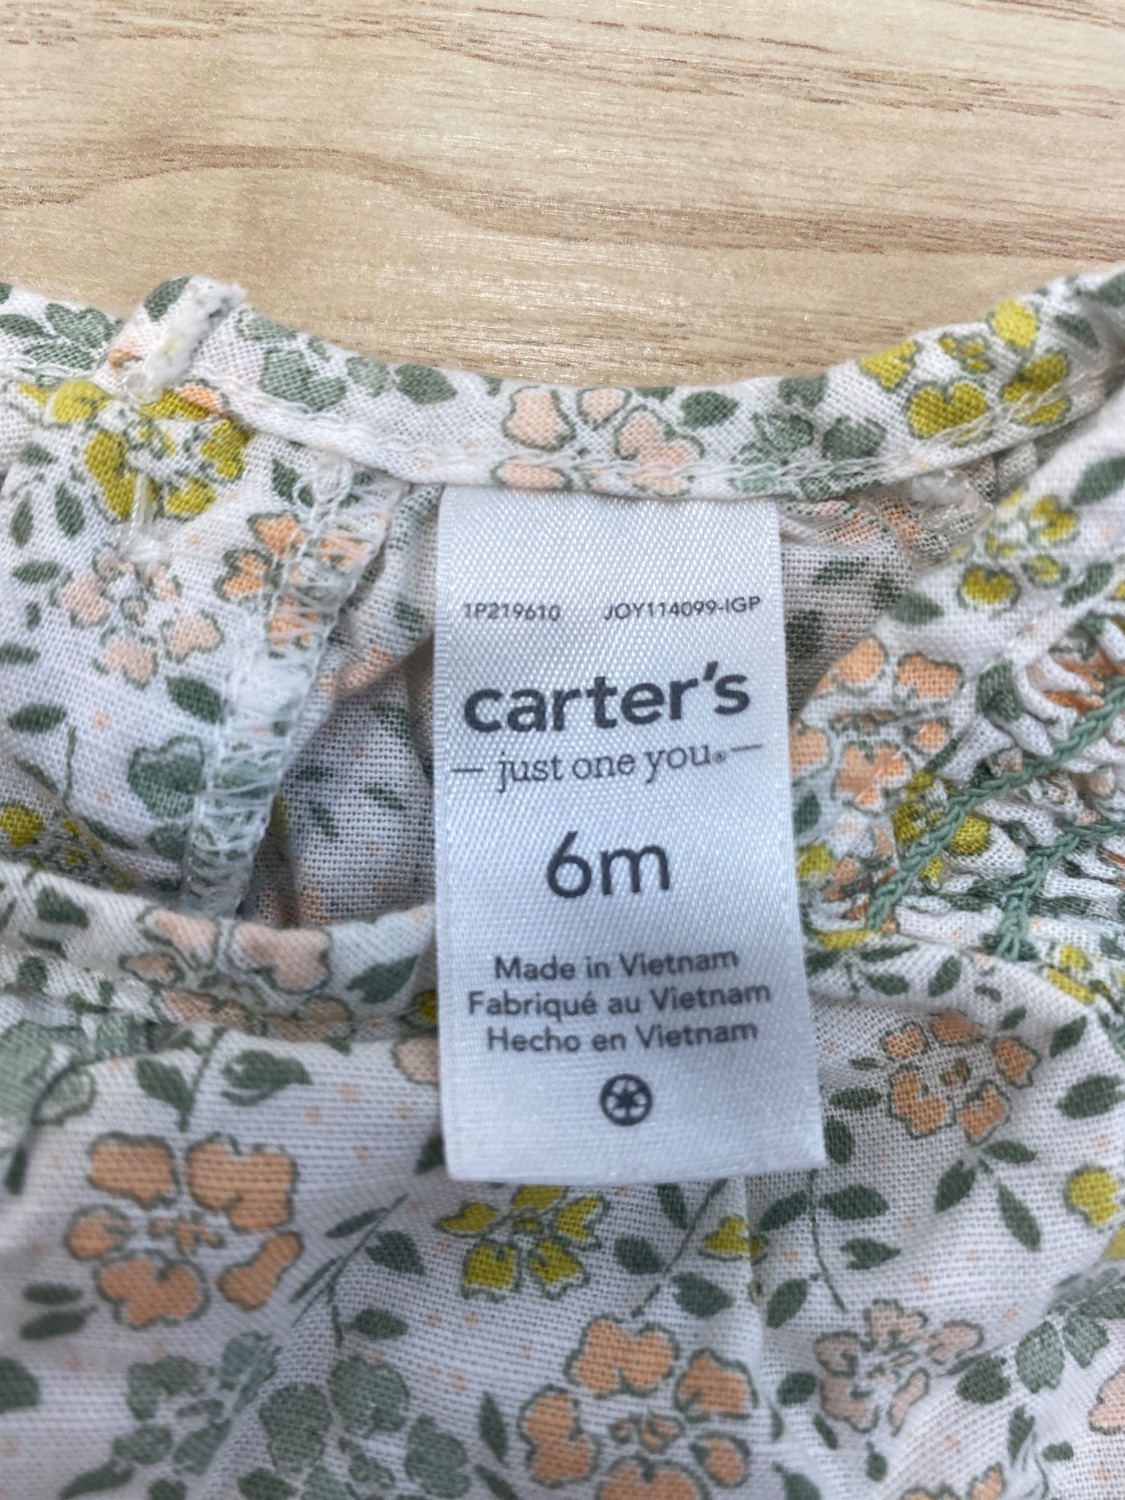 1P219610 JOY114099-IGP
carter's
just one you®
6m
Made in Vietnam
Fabriqué au Vietnam
Hecho en Vietnam